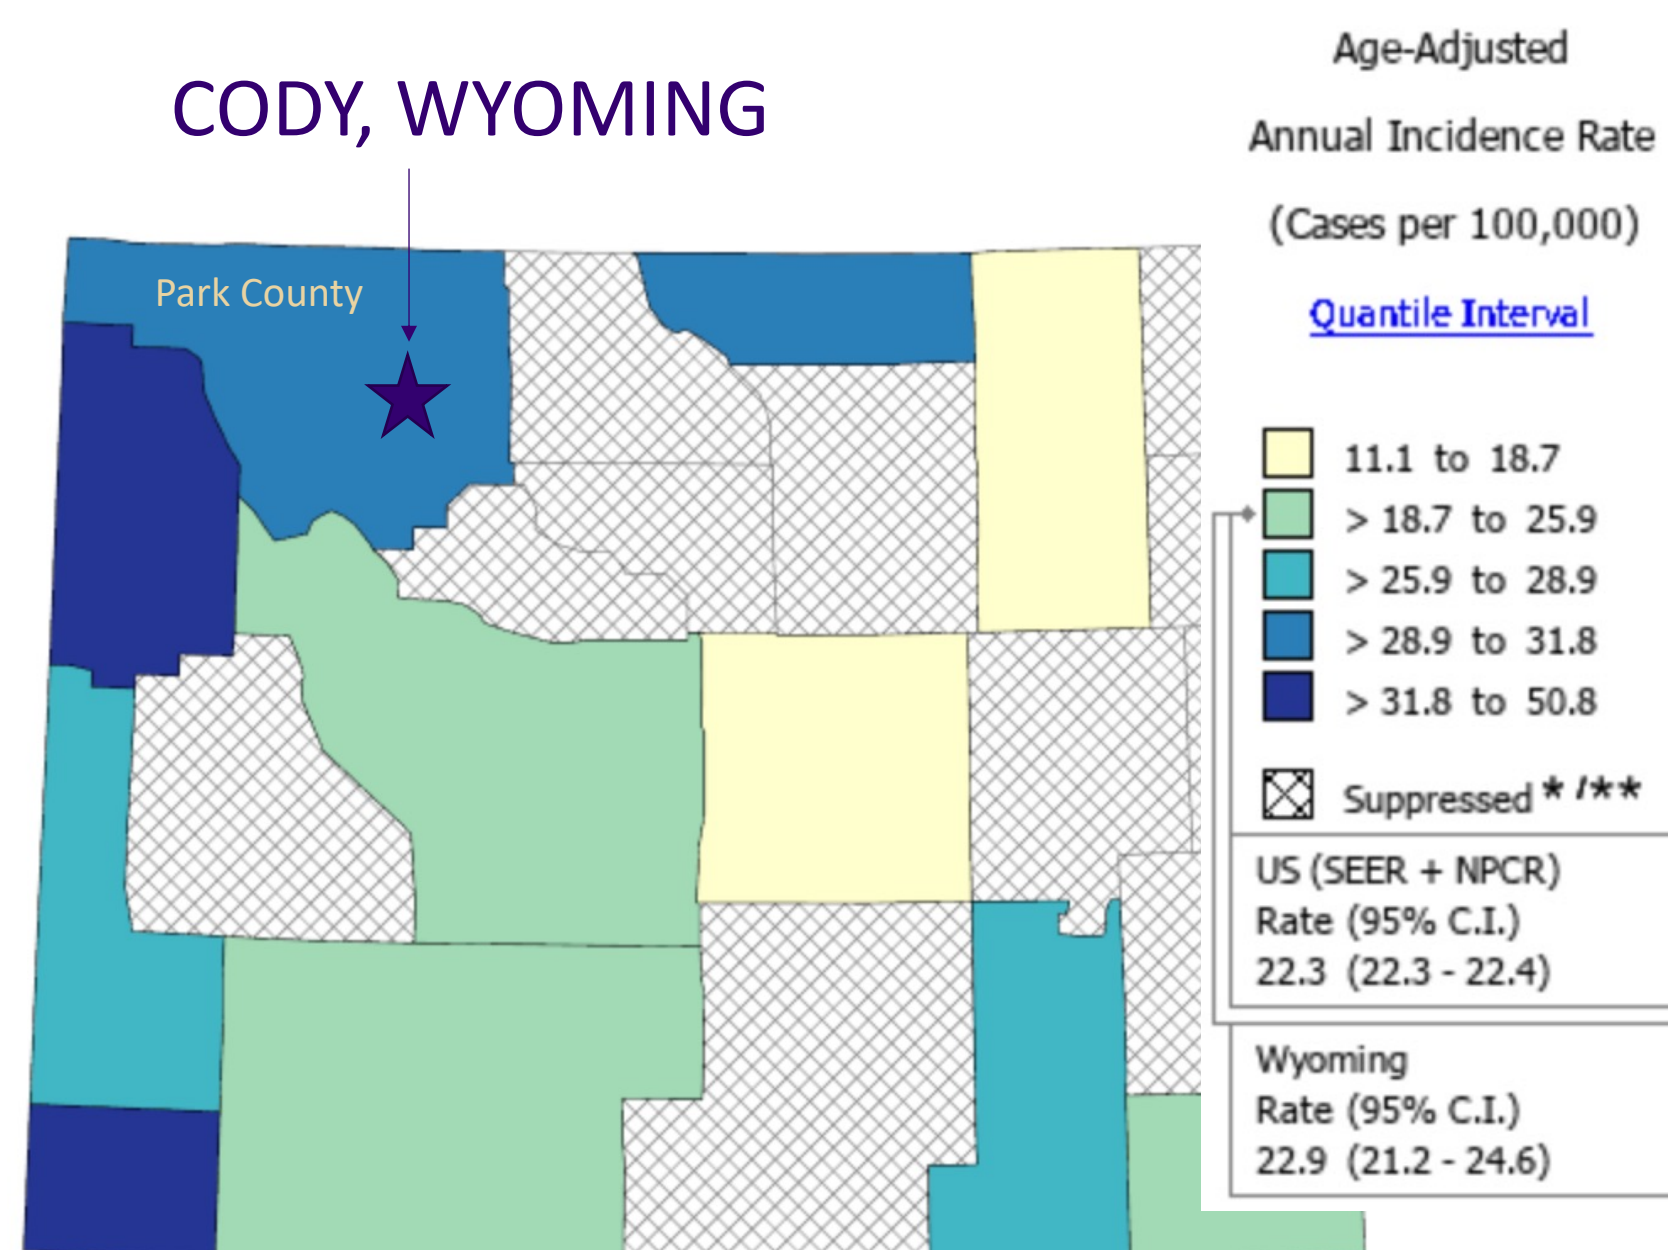 CODY, WYOMING
Park County
Age-Adjusted
Annual Incidence Rate
(Cases per 100,000)
Quantile Interval
11.1 to 18.7
> 18.7 to 25.9
> 25.9 to 28.9
> 28.9 to 31.8
> 31.8 to 50.8
Suppressed * /**
US (SEER + NPCR)
Rate (95% C.I.)
22.3 (22.3 - 22.4)
Wyoming
Rate (95% C.I.)
22.9 (21.2 - 24.6)